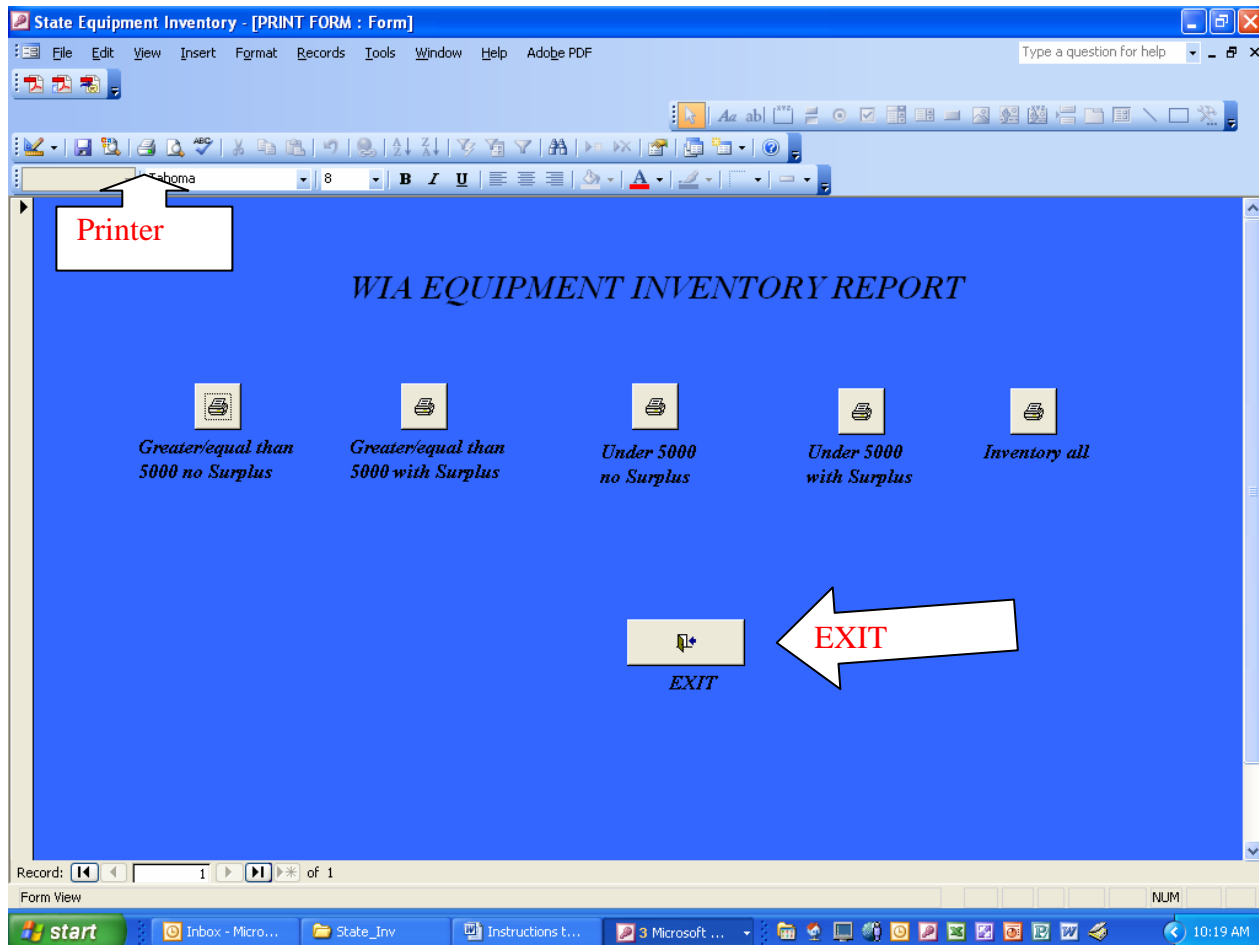 State Equipment Inventory - [PRINT FORM : Form]
File Edit View Insert Format Records Tools Window Help Adobe PDF
Type a question for help
Tahoma 8 B I U A
Printer
WIA EQUIPMENT INVENTORY REPORT
Greater/equal than
5000 no Surplus
Greater/equal than
5000 with Surplus
Under 5000
no Surplus
Under 5000
with Surplus
Inventory all
EXIT
EXIT
Record: 1 of 1
Form View
NUM
start
Inbox - Micro...
State_Inv
Instructions t...
3 Microsoft ...
10:19 AM